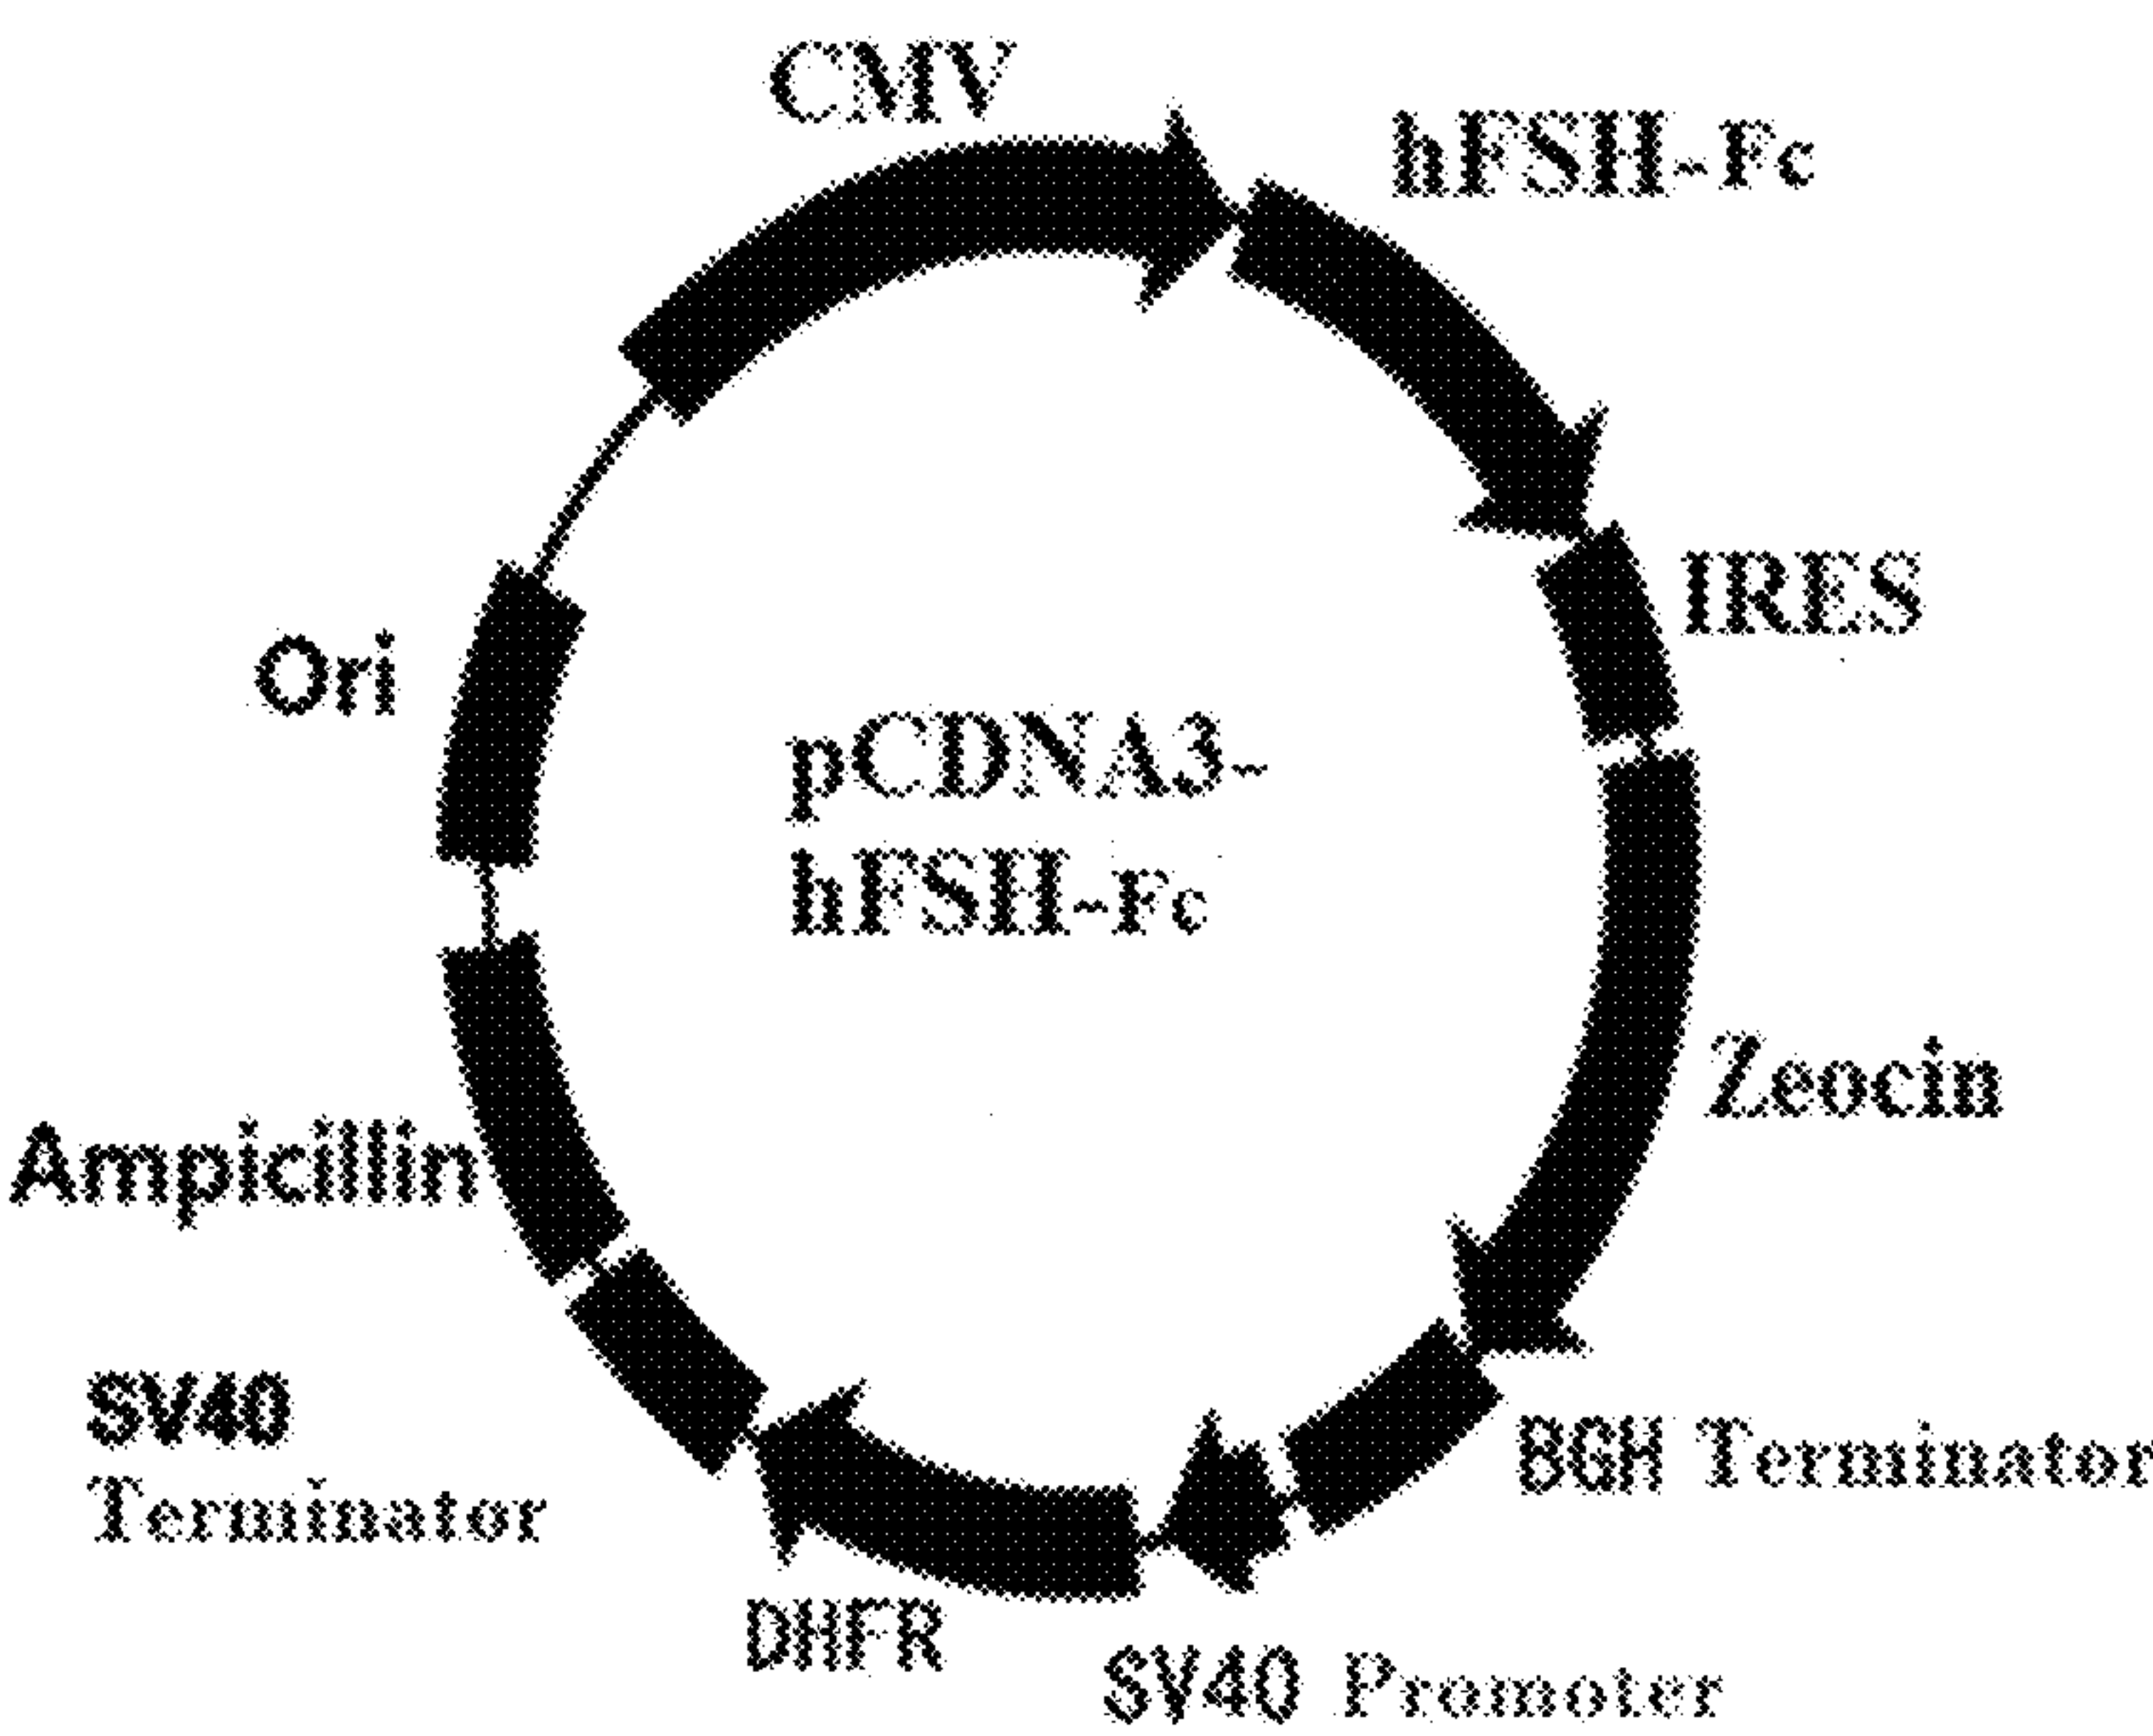 CMV
hFSH-Fc
IRES
Ori
pCDNA3-
hFSH-Fc
Zeocin
Ampicillin
SV40
Terminator
BGH Terminator
DHFR
SV40 Promoter